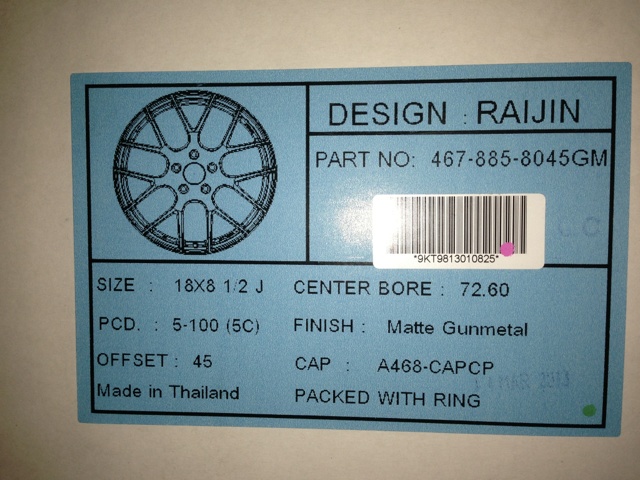 DESIGN : RAIJIN
PART NO: 467-885-8045GM
*9KT9813010825*
SIZE : 18X8 1/2 J
CENTER BORE : 72.60
PCD. : 5-100 (5C)
FINISH : Matte Gunmetal
OFFSET : 45
CAP : A468-CAPCP
Made in Thailand
PACKED WITH RING